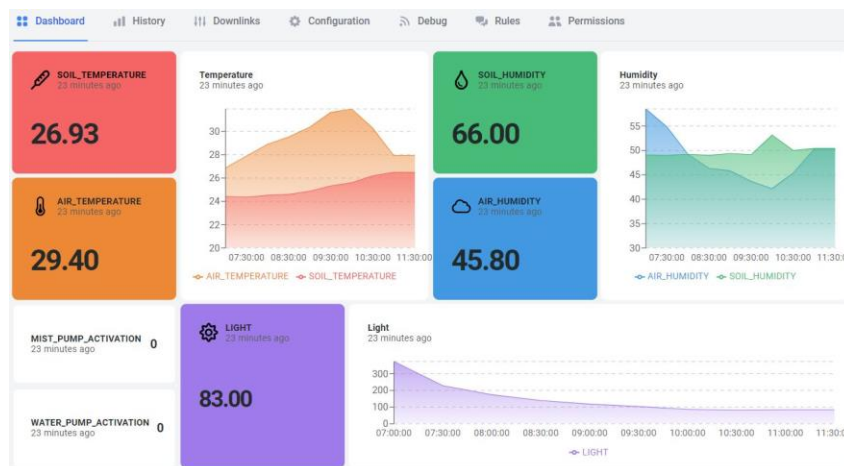 Dashboard History Downlinks Configuration Debug Rules Permissions
SOIL_TEMPERATURE
23 minutes ago
26.93
Temperature
23 minutes ago
30
28
26
24
22
20
07:30:00 08:30:00 09:30:00 10:30:00 11:30:00
AIR_TEMPERATURE SOIL_TEMPERATURE
SOIL_HUMIDITY
23 minutes ago
66.00
Humidity
23 minutes ago
55
50
45
40
35
30
07:30:00 08:30:00 09:30:00 10:30:00 11:30:0
AIR_HUMIDITY SOIL_HUMIDITY
AIR_TEMPERATURE
23 minutes ago
29.40
AIR_HUMIDITY
23 minutes ago
45.80
MIST_PUMP_ACTIVATION 0
23 minutes ago
WATER_PUMP_ACTIVATION 0
23 minutes ago
LIGHT
23 minutes ago
83.00
Light
23 minutes ago
300
200
100
0
07:00:00 07:30:00 08:00:00 08:30:00 09:00:00 09:30:00 10:00:00 10:30:00 11:00:00 11:30:0
LIGHT